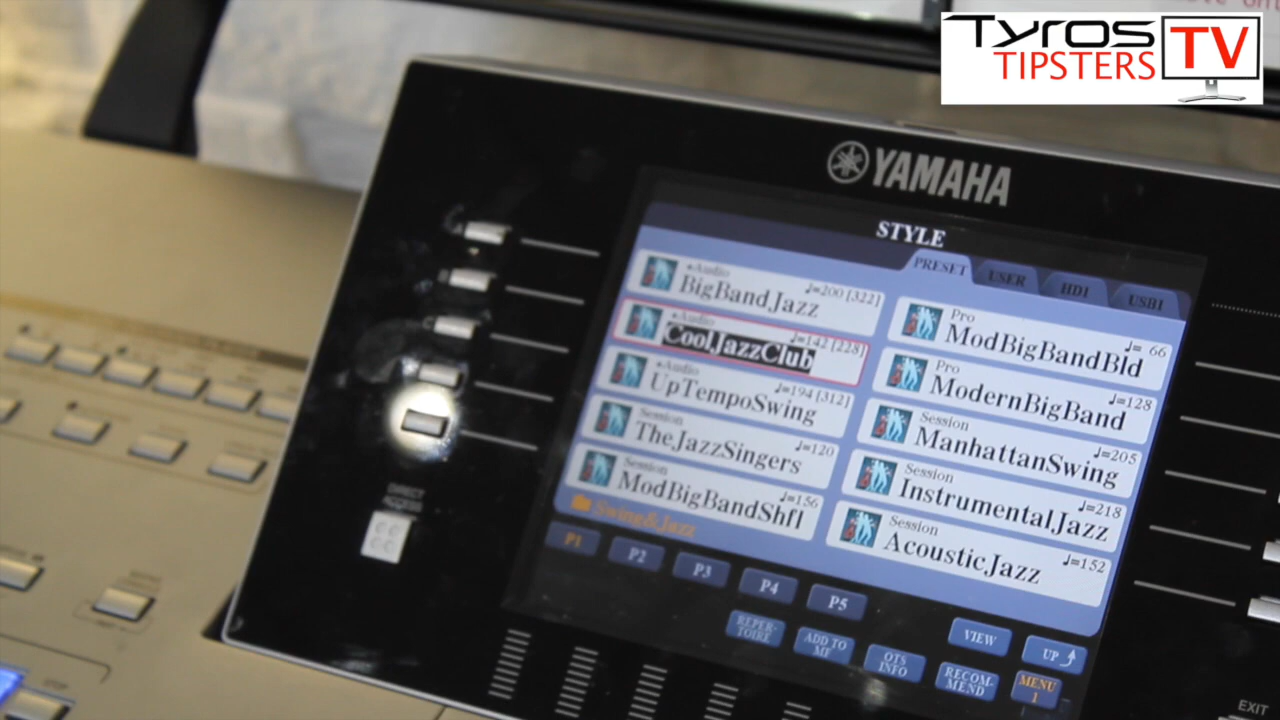 Tyros
TIPSTERS TV
YAMAHA
STYLE
PRESET USER HD1 USB1
Audio
♩=200 [322]
BigBandJazz
Audio
♩=142 [228]
CoolJazzClub
Audio
♩=194 [312]
UpTempoSwing
Session
♩=120
TheJazzSingers
Session
♩=156
ModBigBandShfl
Pro
♩= 66
ModBigBandBld
Pro
♩=128
ModernBigBand
Session
♩=205
ManhattanSwing
Session
♩=218
InstrumentalJazz
Session
♩=152
AcousticJazz
Swing&Jazz
P1 P2 P3 P4 P5
REPER-
TOIRE
ADD TO
MF
OTS
INFO
VIEW
RECOM-
MEND
UP
MENU
1
DIRECT
ACCESS
EXIT